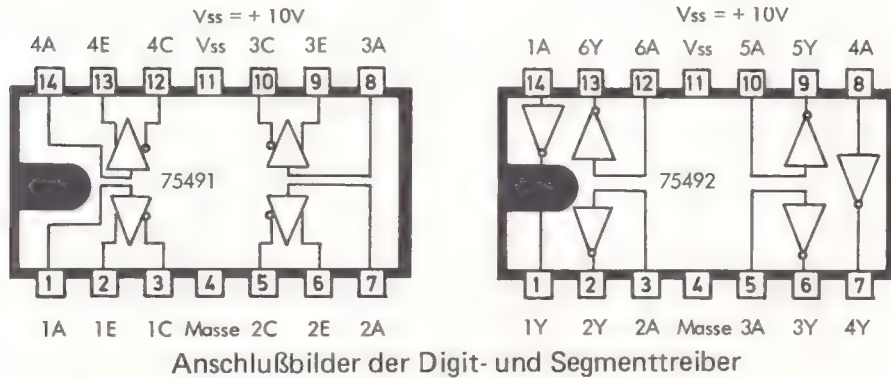 Vss = + 10V
4A 4E 4C Vss 3C 3E 3A
14 13 12 11 10 9 8
75491
1 2 3 4 5 6 7
1A 1E 1C Masse 2C 2E 2A
Vss = + 10V
1A 6Y 6A Vss 5A 5Y 4A
14 13 12 11 10 9 8
75492
1 2 3 4 5 6 7
1Y 2Y 2A Masse 3A 3Y 4Y
Anschlußbilder der Digit- und Segmenttreiber